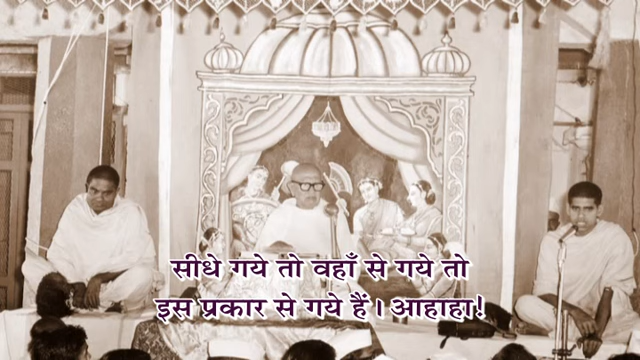 सीधे गये तो वहाँ से गये तो
इस प्रकार से गये हैं। आहाहा!